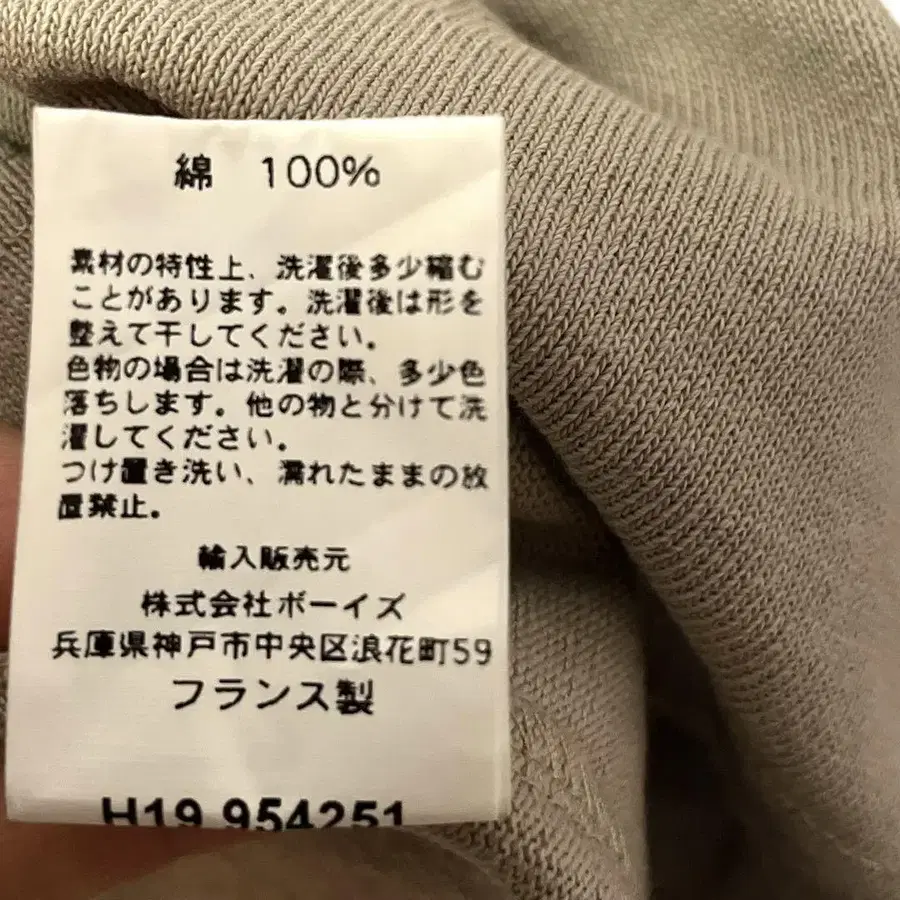 綿 100%
素材の特性上、洗濯後多少縮む
ことがあります。洗濯後は形を
整えて干してください。
色物の場合は洗濯の際、多少色
落ちします。他の物と分けて洗
濯してください。
つけ置き洗い、濡れたままの放
置禁止。
輸入販売元
株式会社ボーイズ
兵庫県神戸市中央区浪花町59
フランス製
H19 954251